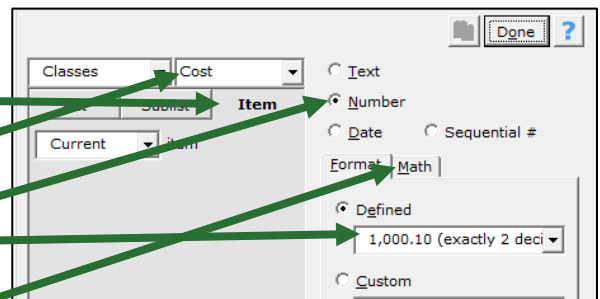 Done ?
Classes Cost
Text
Item
Number
Date Sequential #
Current item
Format Math
Defined
1,000.10 (exactly 2 deci
Custom